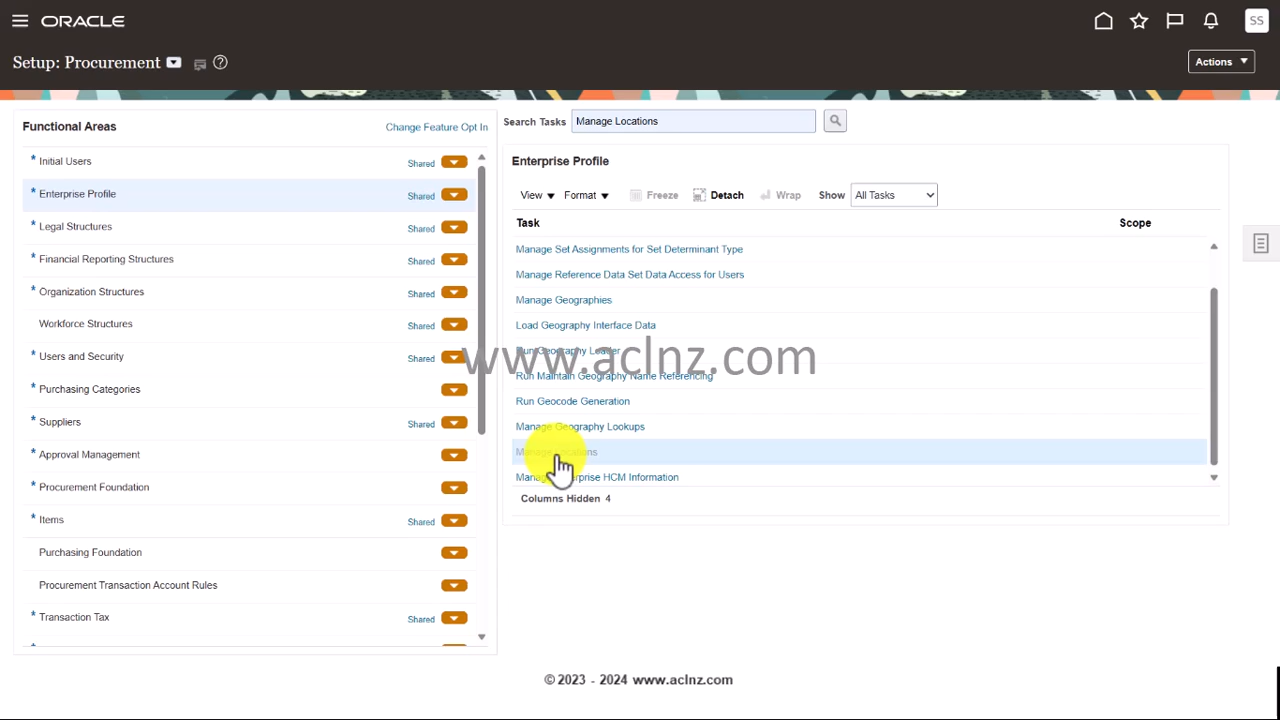 ORACLE
SS
Setup: Procurement
Actions
Functional Areas
Change Feature Opt In
* Initial Users Shared
* Enterprise Profile Shared
* Legal Structures Shared
* Financial Reporting Structures Shared
* Organization Structures Shared
Workforce Structures Shared
* Users and Security Shared
* Purchasing Categories
* Suppliers Shared
* Approval Management
* Procurement Foundation
* Items Shared
Purchasing Foundation
Procurement Transaction Account Rules
* Transaction Tax Shared
Search Tasks Manage Locations
Enterprise Profile
View Format Freeze Detach Wrap Show All Tasks
Task Scope
Manage Set Assignments for Set Determinant Type
Manage Reference Data Set Data Access for Users
Manage Geographies
Load Geography Interface Data
Run Geography Loader
www.aclnz.com
Run Maintain Geography Name Referencing
Run Geocode Generation
Manage Geography Lookups
Manage Locations
Manage Enterprise HCM Information
Columns Hidden 4
© 2023 - 2024 www.aclnz.com